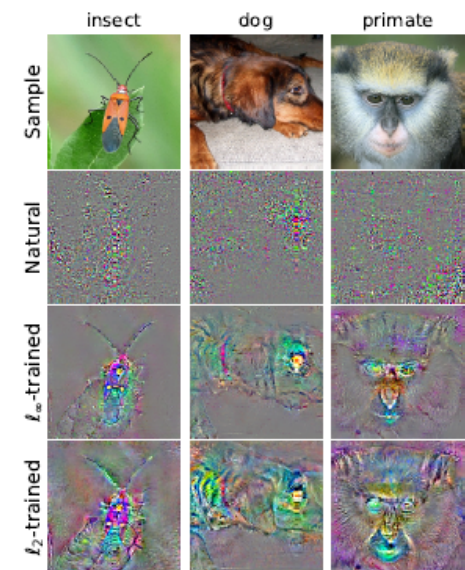 insect dog primate
Sample
Natural
ℓ∞-trained
ℓ2-trained